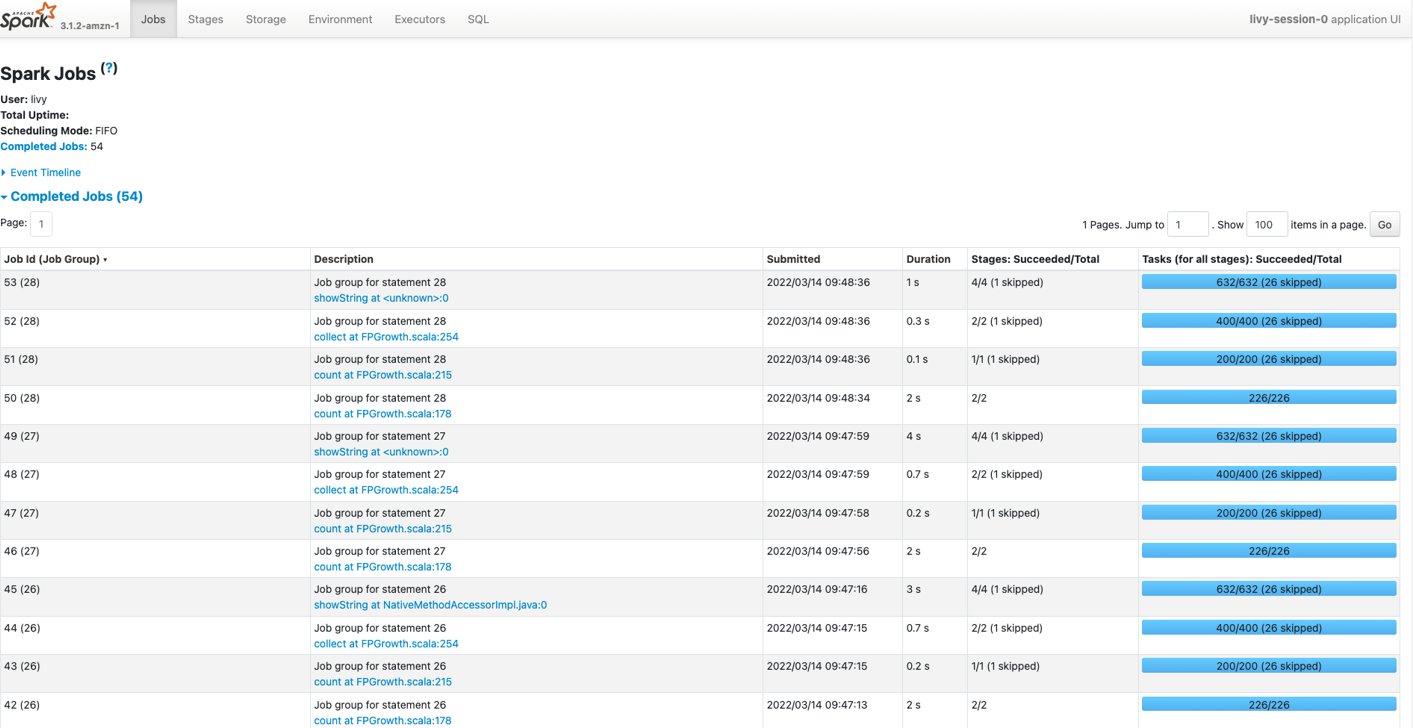 APACHE
Spark 3.1.2-amzn-1 Jobs Stages Storage Environment Executors SQL livy-session-0 application UI
Spark Jobs (?)
User: livy
Total Uptime:
Scheduling Mode: FIFO
Completed Jobs: 54
Event Timeline
Completed Jobs (54)
Page: 1 1 Pages. Jump to 1 . Show 100 items in a page. Go
Job Id (Job Group) Description Submitted Duration Stages: Succeeded/Total Tasks (for all stages): Succeeded/Total
53 (28) Job group for statement 28 2022/03/14 09:48:36 1 s 4/4 (1 skipped) 632/632 (26 skipped)
showString at <unknown>:0
52 (28) Job group for statement 28 2022/03/14 09:48:36 0.3 s 2/2 (1 skipped) 400/400 (26 skipped)
collect at FPGrowth.scala:254
51 (28) Job group for statement 28 2022/03/14 09:48:36 0.1 s 1/1 (1 skipped) 200/200 (26 skipped)
count at FPGrowth.scala:215
50 (28) Job group for statement 28 2022/03/14 09:48:34 2 s 2/2 226/226
count at FPGrowth.scala:178
49 (27) Job group for statement 27 2022/03/14 09:47:59 4 s 4/4 (1 skipped) 632/632 (26 skipped)
showString at <unknown>:0
48 (27) Job group for statement 27 2022/03/14 09:47:59 0.7 s 2/2 (1 skipped) 400/400 (26 skipped)
collect at FPGrowth.scala:254
47 (27) Job group for statement 27 2022/03/14 09:47:58 0.2 s 1/1 (1 skipped) 200/200 (26 skipped)
count at FPGrowth.scala:215
46 (27) Job group for statement 27 2022/03/14 09:47:56 2 s 2/2 226/226
count at FPGrowth.scala:178
45 (26) Job group for statement 26 2022/03/14 09:47:16 3 s 4/4 (1 skipped) 632/632 (26 skipped)
showString at NativeMethodAccessorImpl.java:0
44 (26) Job group for statement 26 2022/03/14 09:47:15 0.7 s 2/2 (1 skipped) 400/400 (26 skipped)
collect at FPGrowth.scala:254
43 (26) Job group for statement 26 2022/03/14 09:47:15 0.2 s 1/1 (1 skipped) 200/200 (26 skipped)
count at FPGrowth.scala:215
42 (26) Job group for statement 26 2022/03/14 09:47:13 2 s 2/2 226/226
count at FPGrowth.scala:178